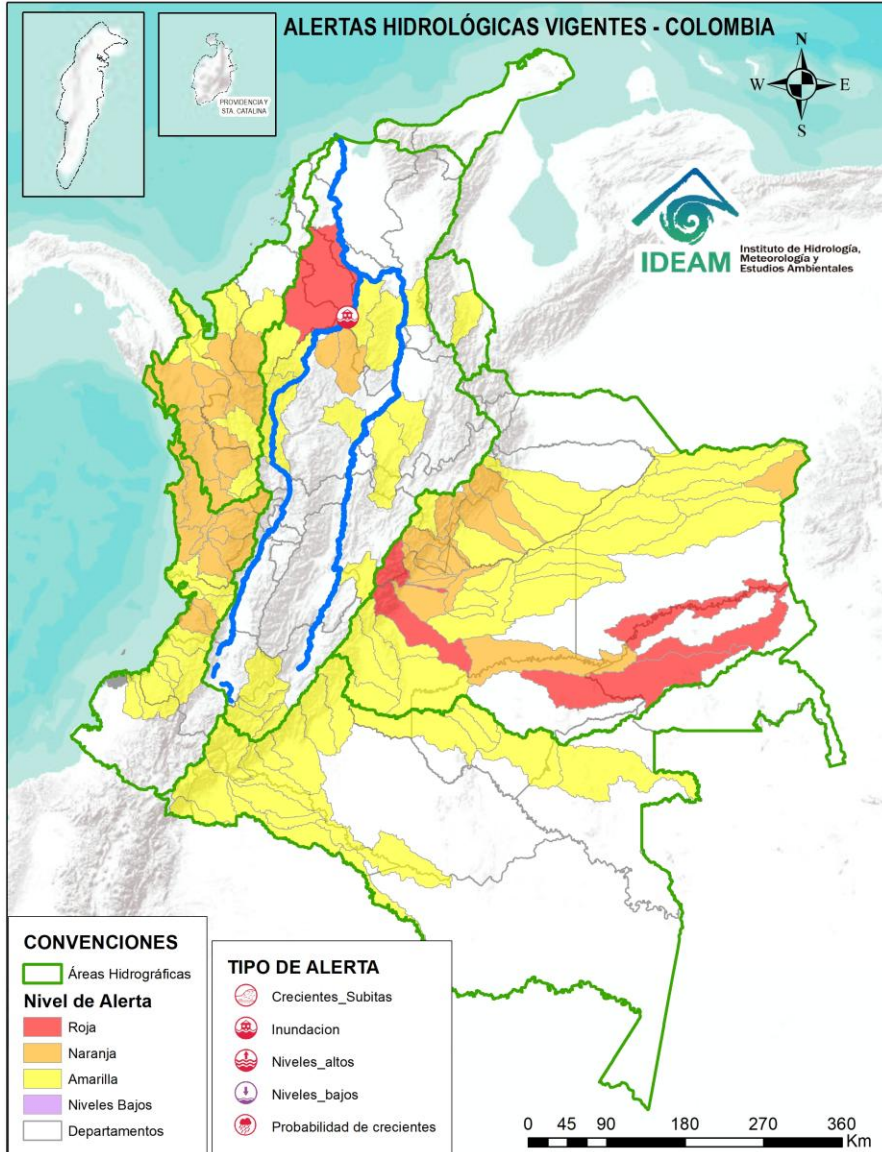 ALERTAS HIDROLÓGICAS VIGENTES - COLOMBIA
PROVIDENCIA Y
STA. CATALINA
N
W
E
S
IDEAM
Instituto de Hidrología,
Meteorología y
Estudios Ambientales
CONVENCIONES
Áreas Hidrográficas
Nivel de Alerta
Roja
Naranja
Amarilla
Niveles Bajos
Departamentos
TIPO DE ALERTA
Crecientes_Subitas
Inundacion
Niveles_altos
Niveles_bajos
Probabilidad de crecientes
0 45 90 180 270 360
Km